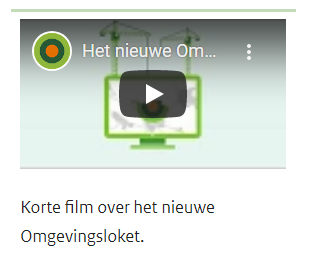 Het nieuwe Om...
Korte film over het nieuwe
Omgevingsloket.